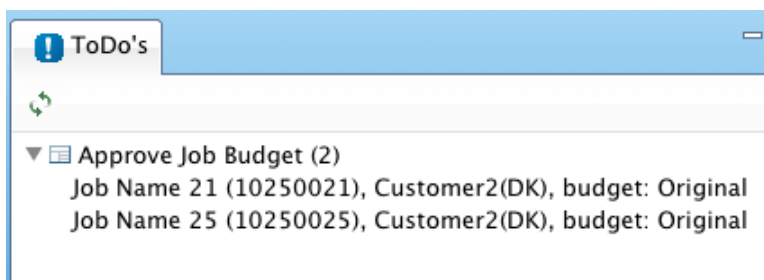 ToDo's
Approve Job Budget (2)
Job Name 21 (10250021), Customer2(DK), budget: Original
Job Name 25 (10250025), Customer2(DK), budget: Original